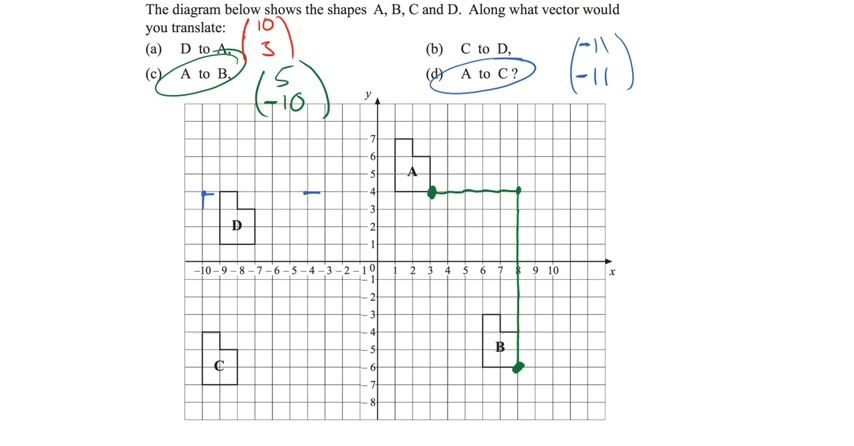 The diagram below shows the shapes A, B, C and D. Along what vector would
you translate:
(a) D to A, (10 3) (b) C to D,
(c) A to B, (5 -10) (d) A to C? (-11 -11)
y
7
6
A 5
4
3
D 2
1
-10 -9 -8 -7 -6 -5 -4 -3 -2 -1 0 1 2 3 4 5 6 7 8 9 10 x
-1
-2
-3
-4
B -5
C -6
-7
-8